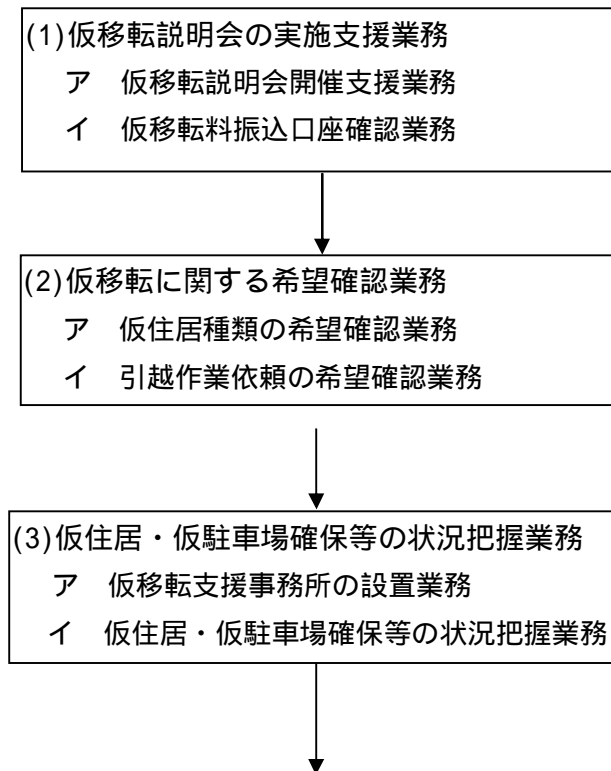 (1)仮移転説明会の実施支援業務
ア　仮移転説明会開催支援業務
イ　仮移転料振込口座確認業務
(2)仮移転に関する希望確認業務
ア　仮住居種類の希望確認業務
イ　引越作業依頼の希望確認業務
(3)仮住居・仮駐車場確保等の状況把握業務
ア　仮移転支援事務所の設置業務
イ　仮住居・仮駐車場確保等の状況把握業務